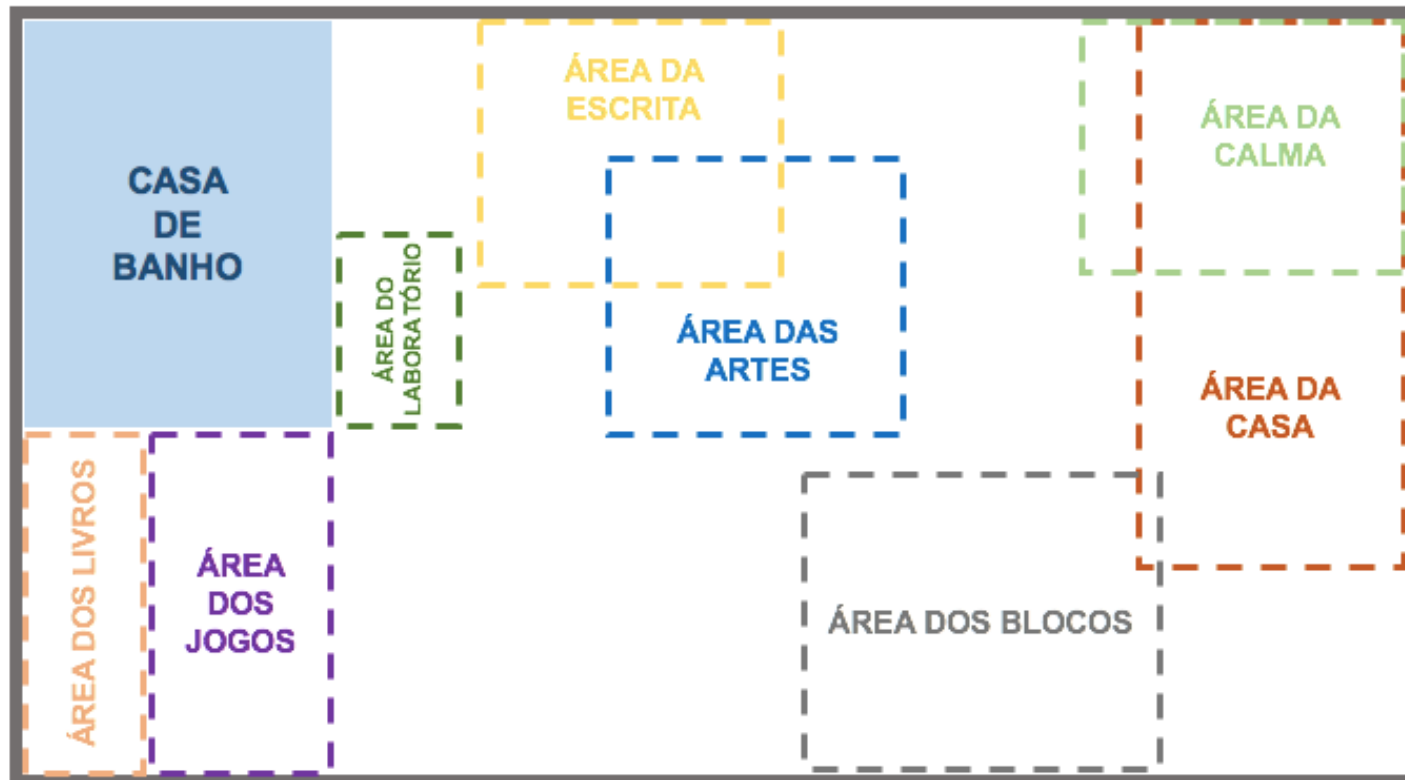 CASA
DE
BANHO
ÁREA DA
ESCRITA
ÁREA DA
CALMA
ÁREA DO
LABORATÓRIO
ÁREA DAS
ARTES
ÁREA DA
CASA
ÁREA DOS LIVROS
ÁREA
DOS
JOGOS
ÁREA DOS BLOCOS